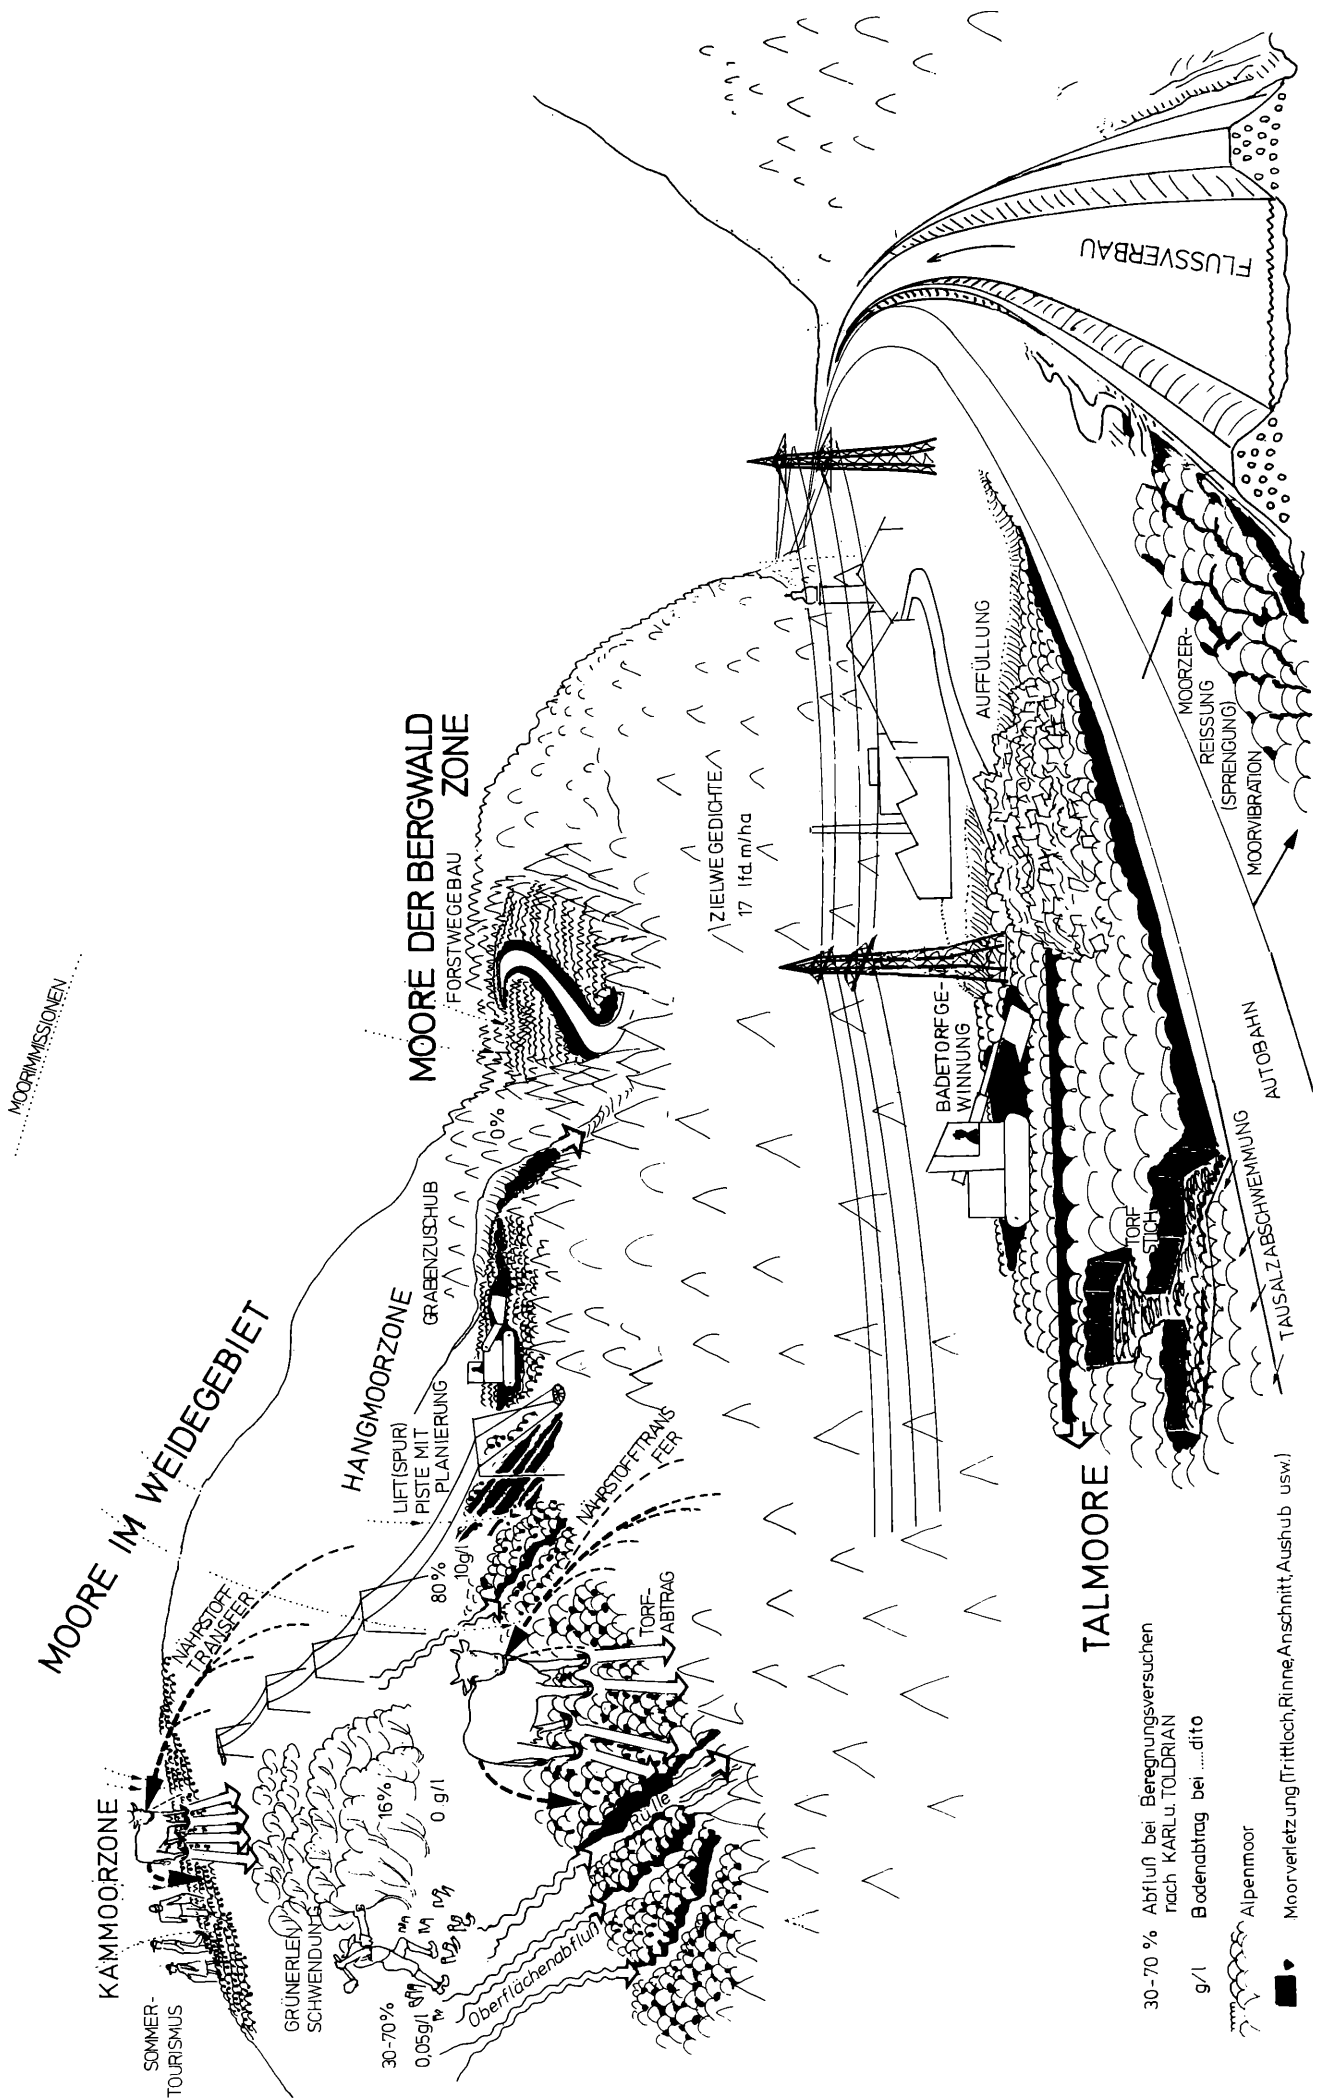 MOORIMMISSIONEN
MOORE IM WEIDEGEBIET
KAMMOORZONE
SOMMER-
TOURISMUS
NÄHRSTOFF
TRANSFER
GRÜNERLEN
SCHWENDUNG
16%
0 g/l
30-70%
0,05g/l
Oberflächenabfluß
Rülle
HANGMOORZONE
LIFT(SPUR)
PISTE MIT
PLANIERUNG
80%
10g/l
NÄHRSTOFFTRANS
FER
TORF-
ABTRAG
GRABENZUSCHUB
0%
MOORE DER BERGWALD
ZONE
FORSTWEGEBAU
(ZIELWEGEDICHTE
17 lfd. m/ha
BADETORFGE-
WINNUNG
AUFFÜLLUNG
TORF
STICH
FLUSSVERBAU
MOORZER-
REISSUNG
(SPRENGUNG)
MOORVIBRATION
AUTOBAHN
TAUSALZABSCHWEMMUNG
TALMOORE
30-70 % Abfluß bei Beregnungsversuchen
nach KARL u. TOLDRIAN
g/l Bodenabtrag bei ....dito
Alpenmoor
Moorverletzung (Trittloch, Rinne, Anschnitt, Aushub usw.)